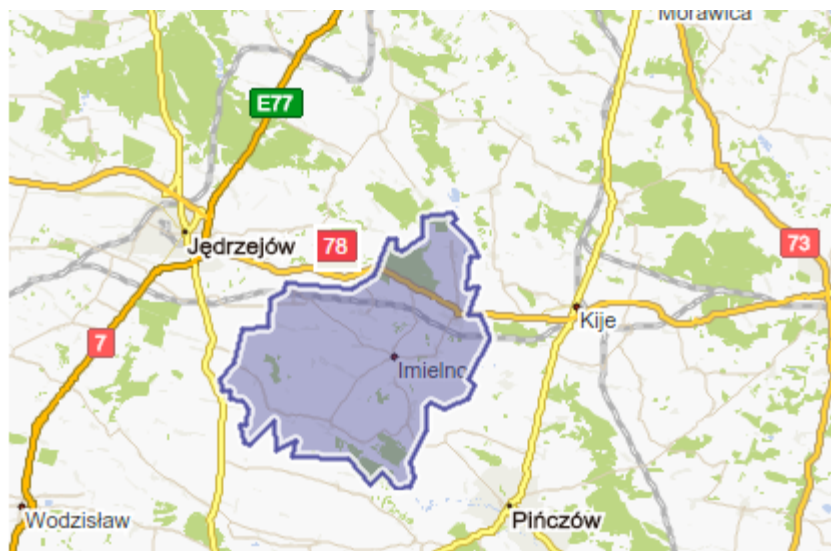 Morawica
E77
Jędrzejów
78
73
Kije
7
Imielno
Wodzisław
Pińczów